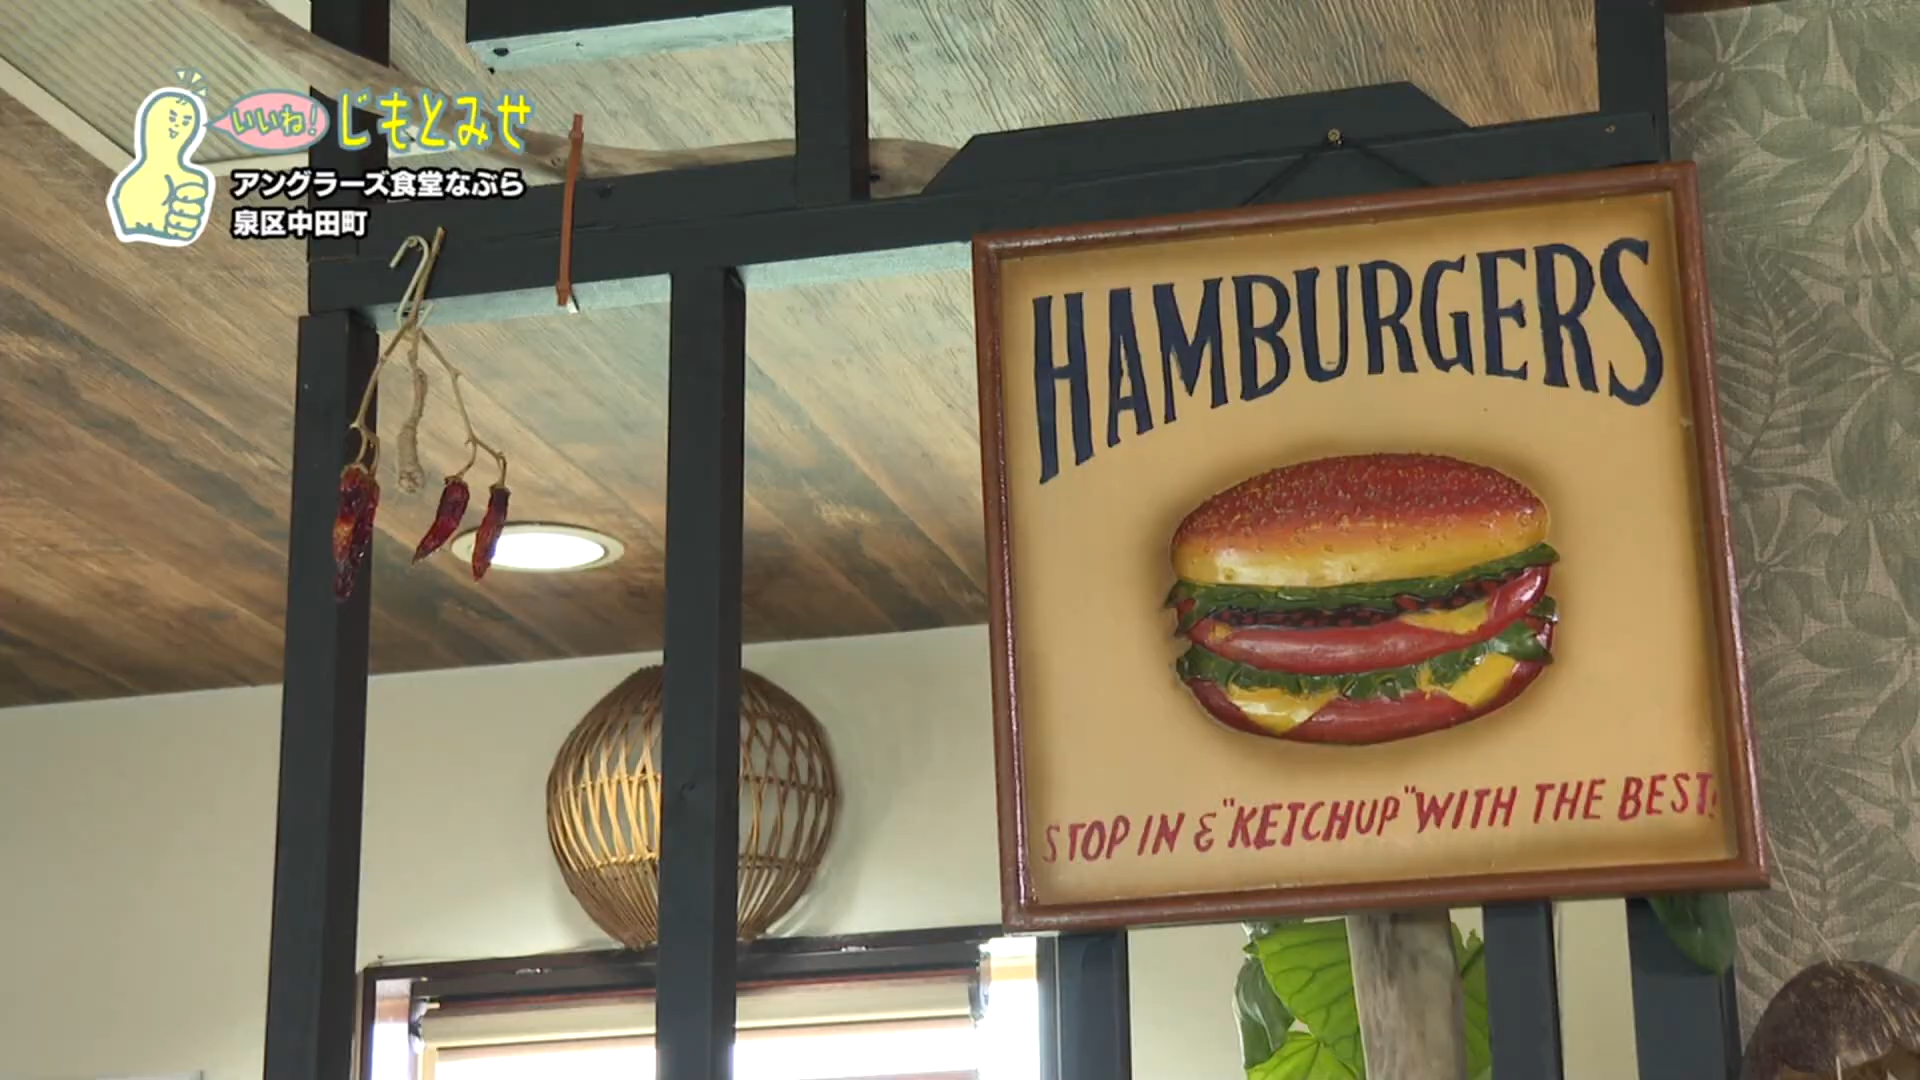 いいね!
じもとみせ
アングラーズ食堂なぶら
泉区中田町
HAMBURGERS
STOP IN & "KETCHUP" WITH THE BEST!